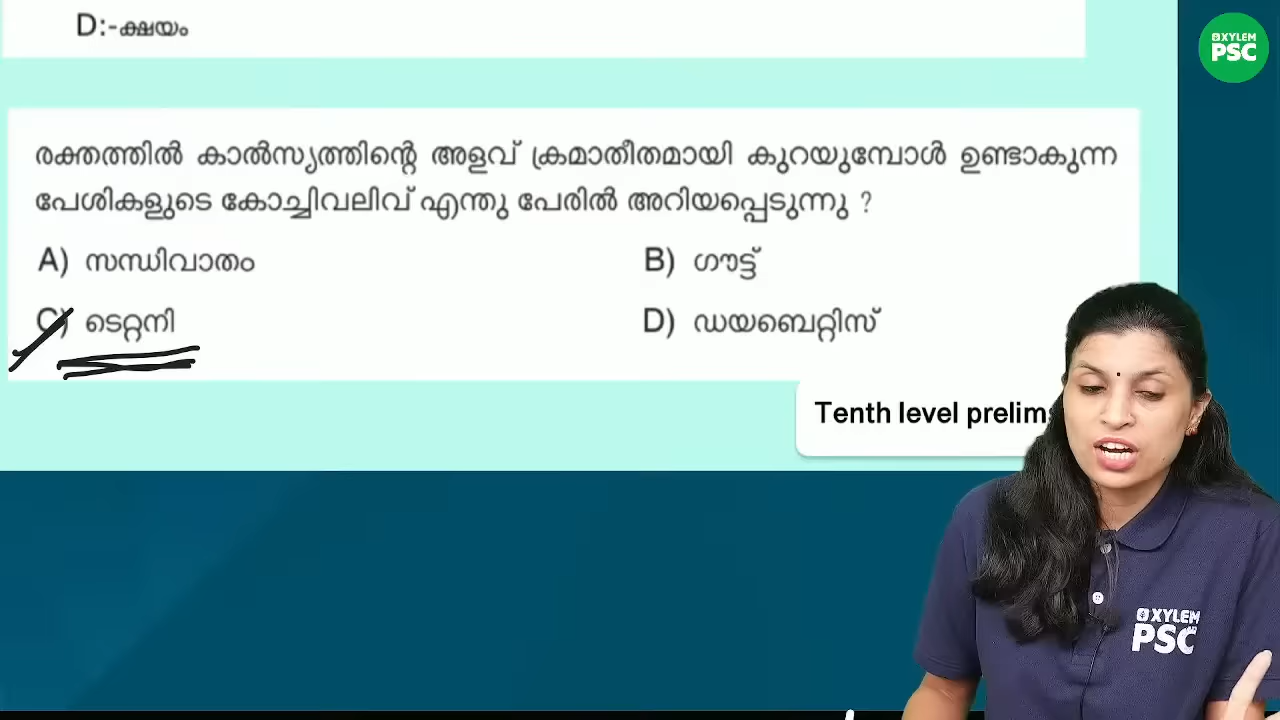 D:-ക്ഷയം
XYLEM
PSC
രക്തത്തിൽ കാൽസ്യത്തിന്റെ അളവ് ക്രമാതീതമായി കുറയുമ്പോൾ ഉണ്ടാകുന്ന
പേശികളുടെ കോച്ചിവലിവ് എന്തു പേരിൽ അറിയപ്പെടുന്നു ?
A) സന്ധിവാതം
B) ഗൗട്ട്
C) ടെറ്റനി
D) ഡയബെറ്റിസ്
Tenth level prelim
XYLEM
PSC